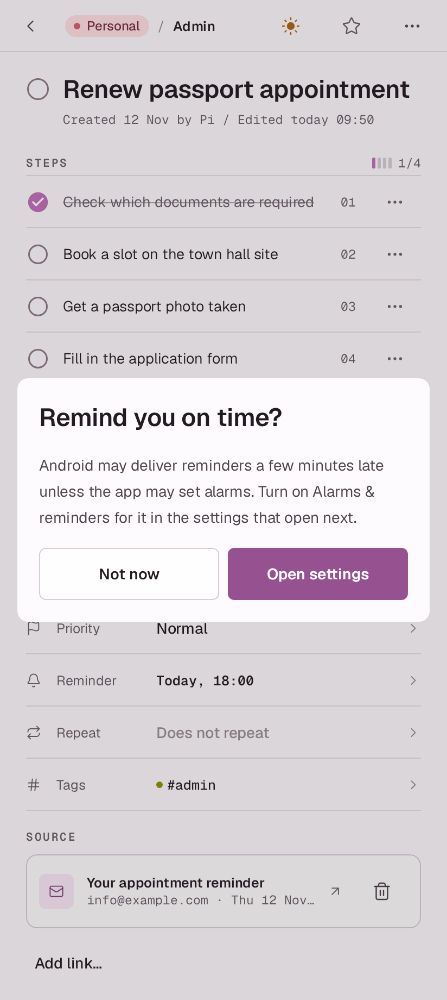 Personal / Admin
Renew passport appointment
Created 12 Nov by Pi / Edited today 09:50
STEPS 1/4
Check which documents are required 01
Book a slot on the town hall site 02
Get a passport photo taken 03
Fill in the application form 04
Remind you on time?
Android may deliver reminders a few minutes late
unless the app may set alarms. Turn on Alarms &
reminders for it in the settings that open next.
Not now Open settings
Priority Normal
Reminder Today, 18:00
Repeat Does not repeat
Tags #admin
SOURCE
Your appointment reminder
info@example.com · Thu 12 Nov…
Add link…